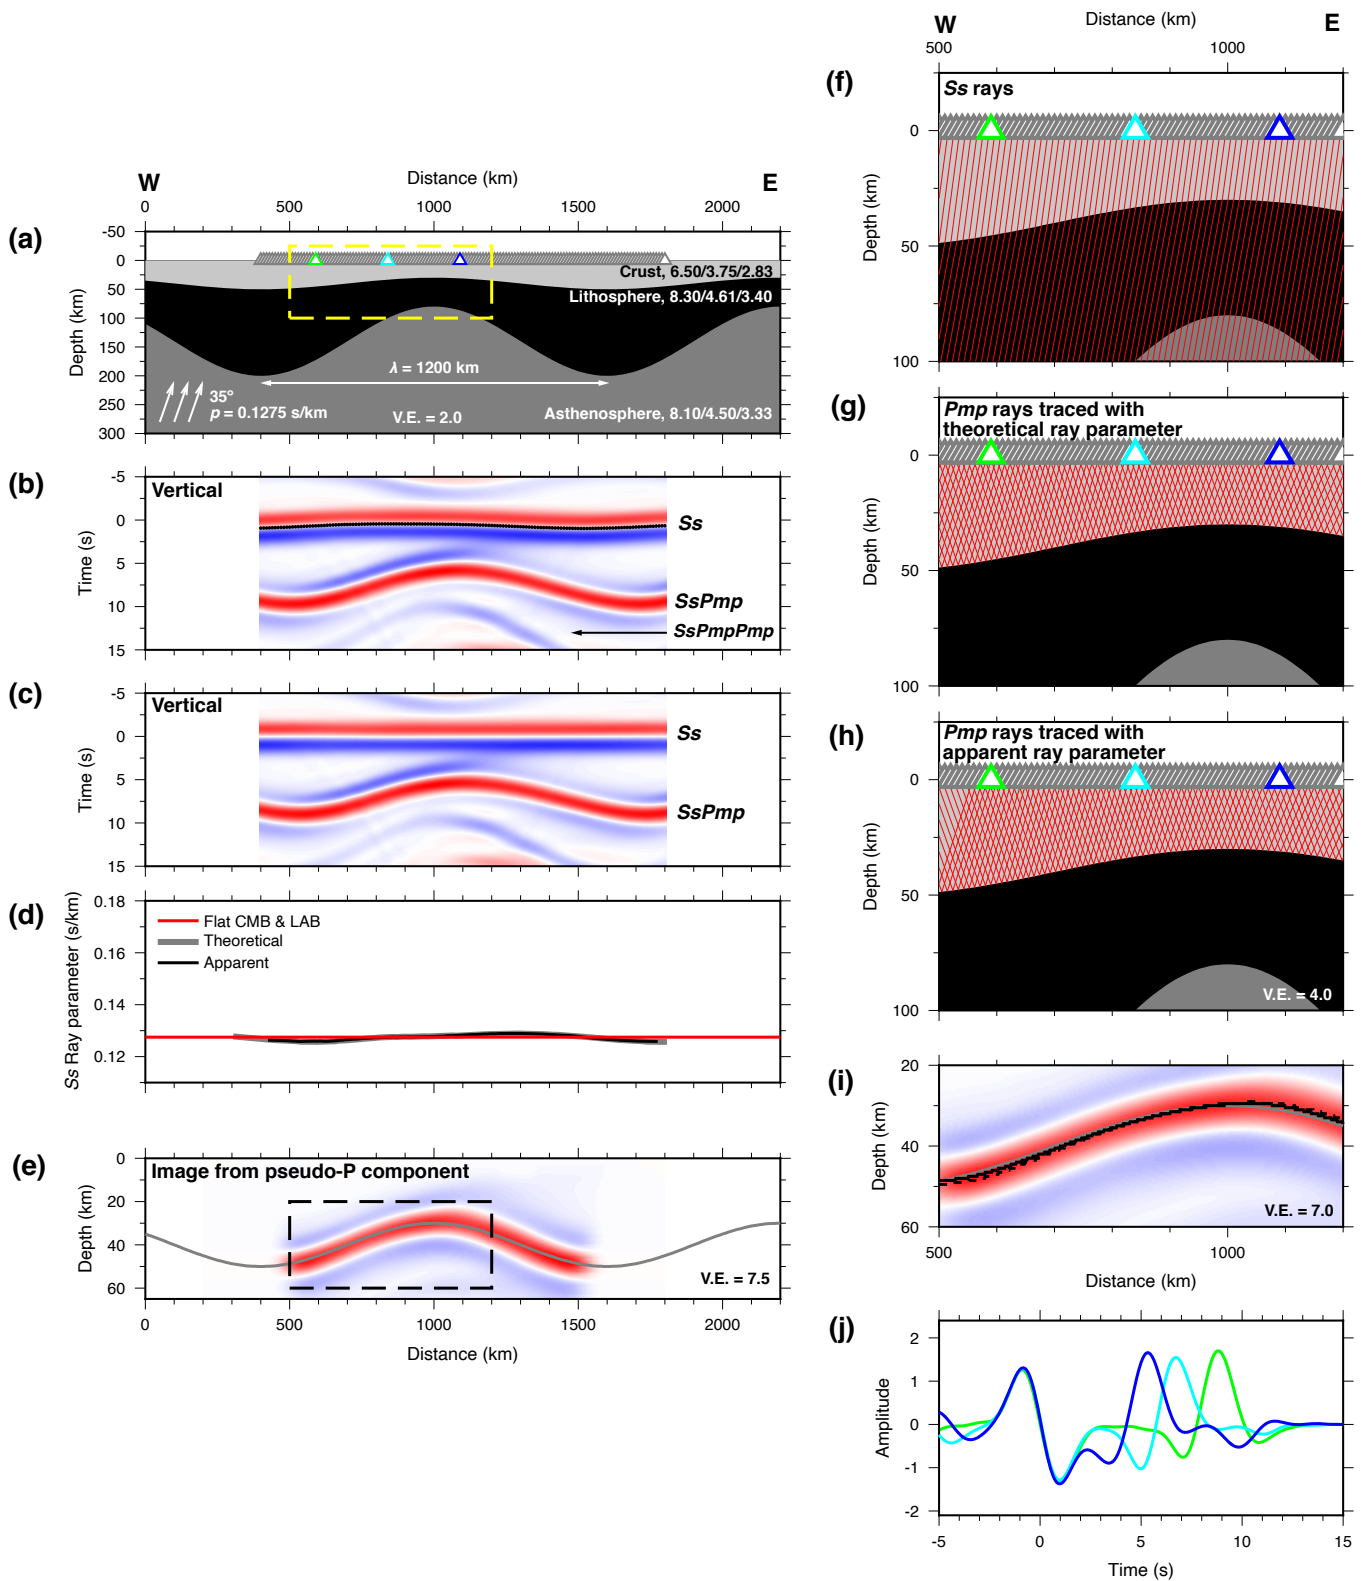 W
Distance (km)
E
0
500
1000
1500
2000
(a)
Depth (km)
-50
0
50
100
150
200
250
300
Crust, 6.50/3.75/2.83
Lithosphere, 8.30/4.61/3.40
λ = 1200 km
35º
p = 0.1275 s/km
V.E. = 2.0
Asthenosphere, 8.10/4.50/3.33
(b)
Time (s)
-5
0
5
10
15
Vertical
Ss
SsPmp
SsPmpPmp
(c)
Time (s)
-5
0
5
10
15
Vertical
Ss
SsPmp
(d)
Ss Ray parameter (s/km)
0.18
0.16
0.14
0.12
Flat CMB & LAB
Theoretical
Apparent
(e)
Depth (km)
0
20
40
60
Image from pseudo-P component
V.E. = 7.5
0
500
1000
1500
2000
Distance (km)
W
Distance (km)
E
500
1000
(f)
Depth (km)
0
50
100
Ss rays
(g)
Depth (km)
0
50
100
Pmp rays traced with
theoretical ray parameter
(h)
Depth (km)
0
50
100
Pmp rays traced with
apparent ray parameter
V.E. = 4.0
(i)
Depth (km)
20
40
60
V.E. = 7.0
500
1000
Distance (km)
(j)
Amplitude
2
1
0
-1
-2
-5
0
5
10
15
Time (s)